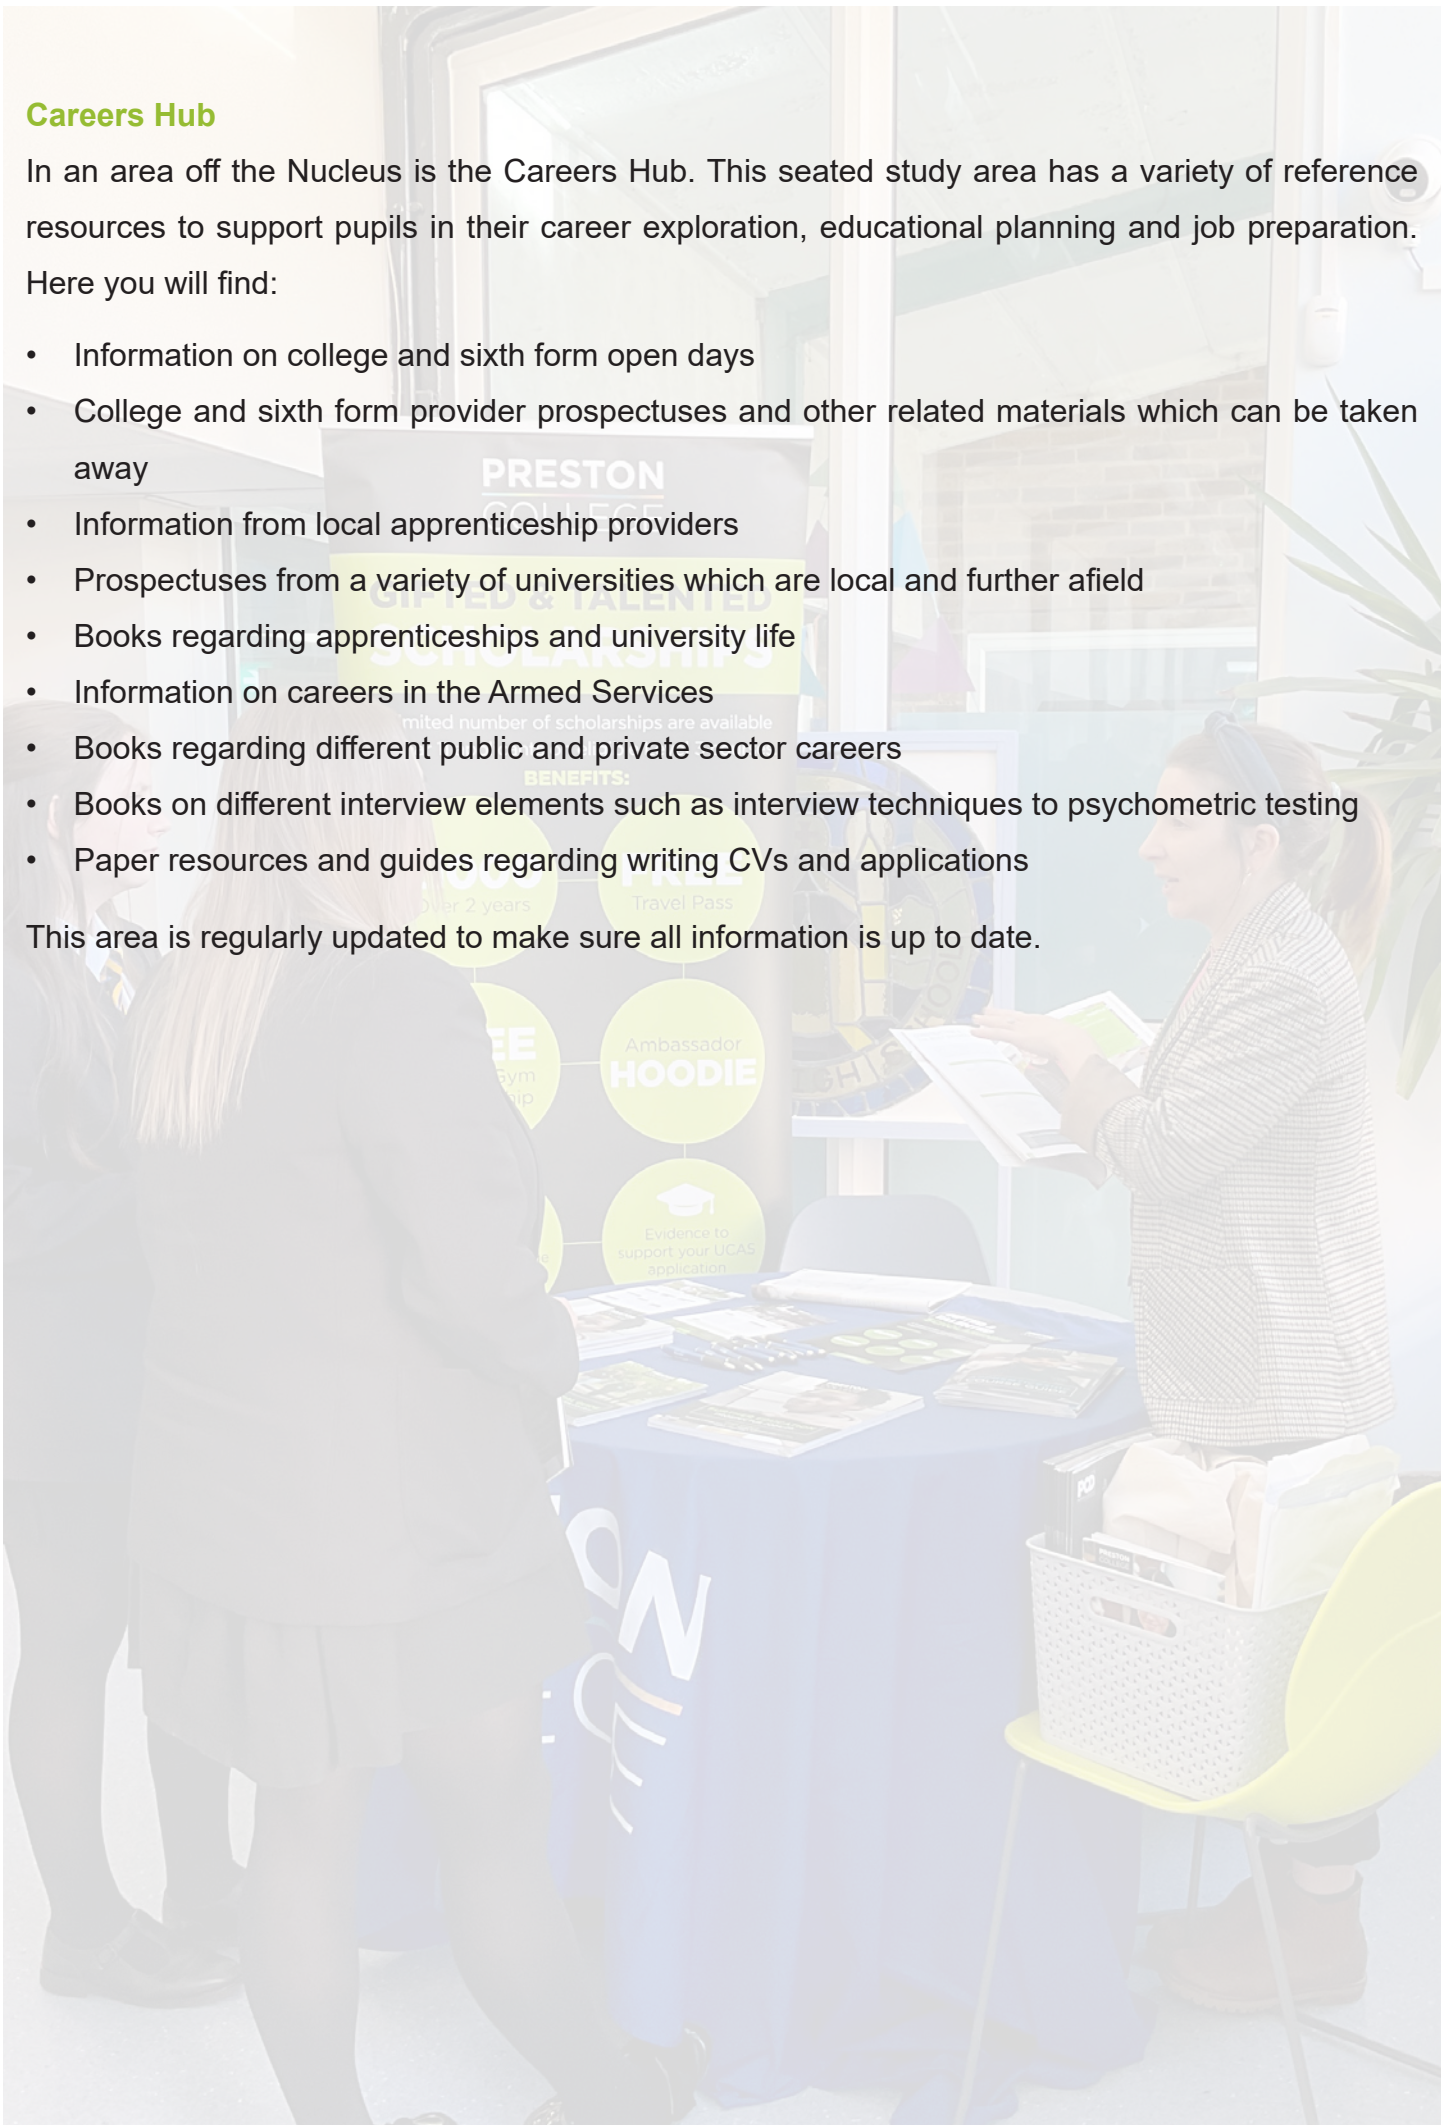 Careers Hub
In an area off the Nucleus is the Careers Hub. This seated study area has a variety of reference
resources to support pupils in their career exploration, educational planning and job preparation.
Here you will find:
• Information on college and sixth form open days
• College and sixth form provider prospectuses and other related materials which can be taken
away
• Information from local apprenticeship providers
• Prospectuses from a variety of universities which are local and further afield
• Books regarding apprenticeships and university life
• Information on careers in the Armed Services
• Books regarding different public and private sector careers
• Books on different interview elements such as interview techniques to psychometric testing
• Paper resources and guides regarding writing CVs and applications
This area is regularly updated to make sure all information is up to date.
PRESTON
COLLEGE
GIFTED & TALENTED
SCHOLARSHIPS
number of scholarships are available
BENEFITS:
Over 2 years
FREE
Travel Pass
Ambassador
HOODIE
Evidence to
support your UCAS
application
PCD
PRESTON
COLLEGE